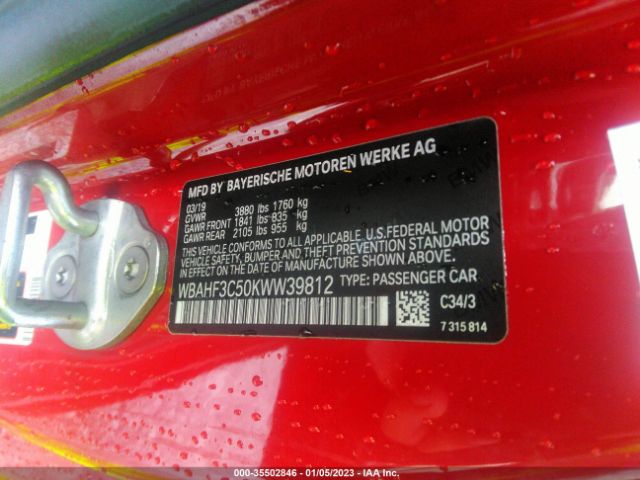 MFD BY BAYERISCHE MOTOREN WERKE AG
03/19
GVWR 3880 lbs 1760 kg
GAWR FRONT 1841 lbs 835 kg
GAWR REAR 2105 lbs 955 kg
THIS VEHICLE CONFORMS TO ALL APPLICABLE U.S.FEDERAL MOTOR
VEHICLE SAFETY, BUMPER, AND THEFT PREVENTION STANDARDS
IN EFFECT ON THE DATE OF MANUFACTURE SHOWN ABOVE.
WBAHF3C50KWW39812 TYPE: PASSENGER CAR
C34/3
7 315 814
000-35502846 - 01/05/2023 - IAA Inc.